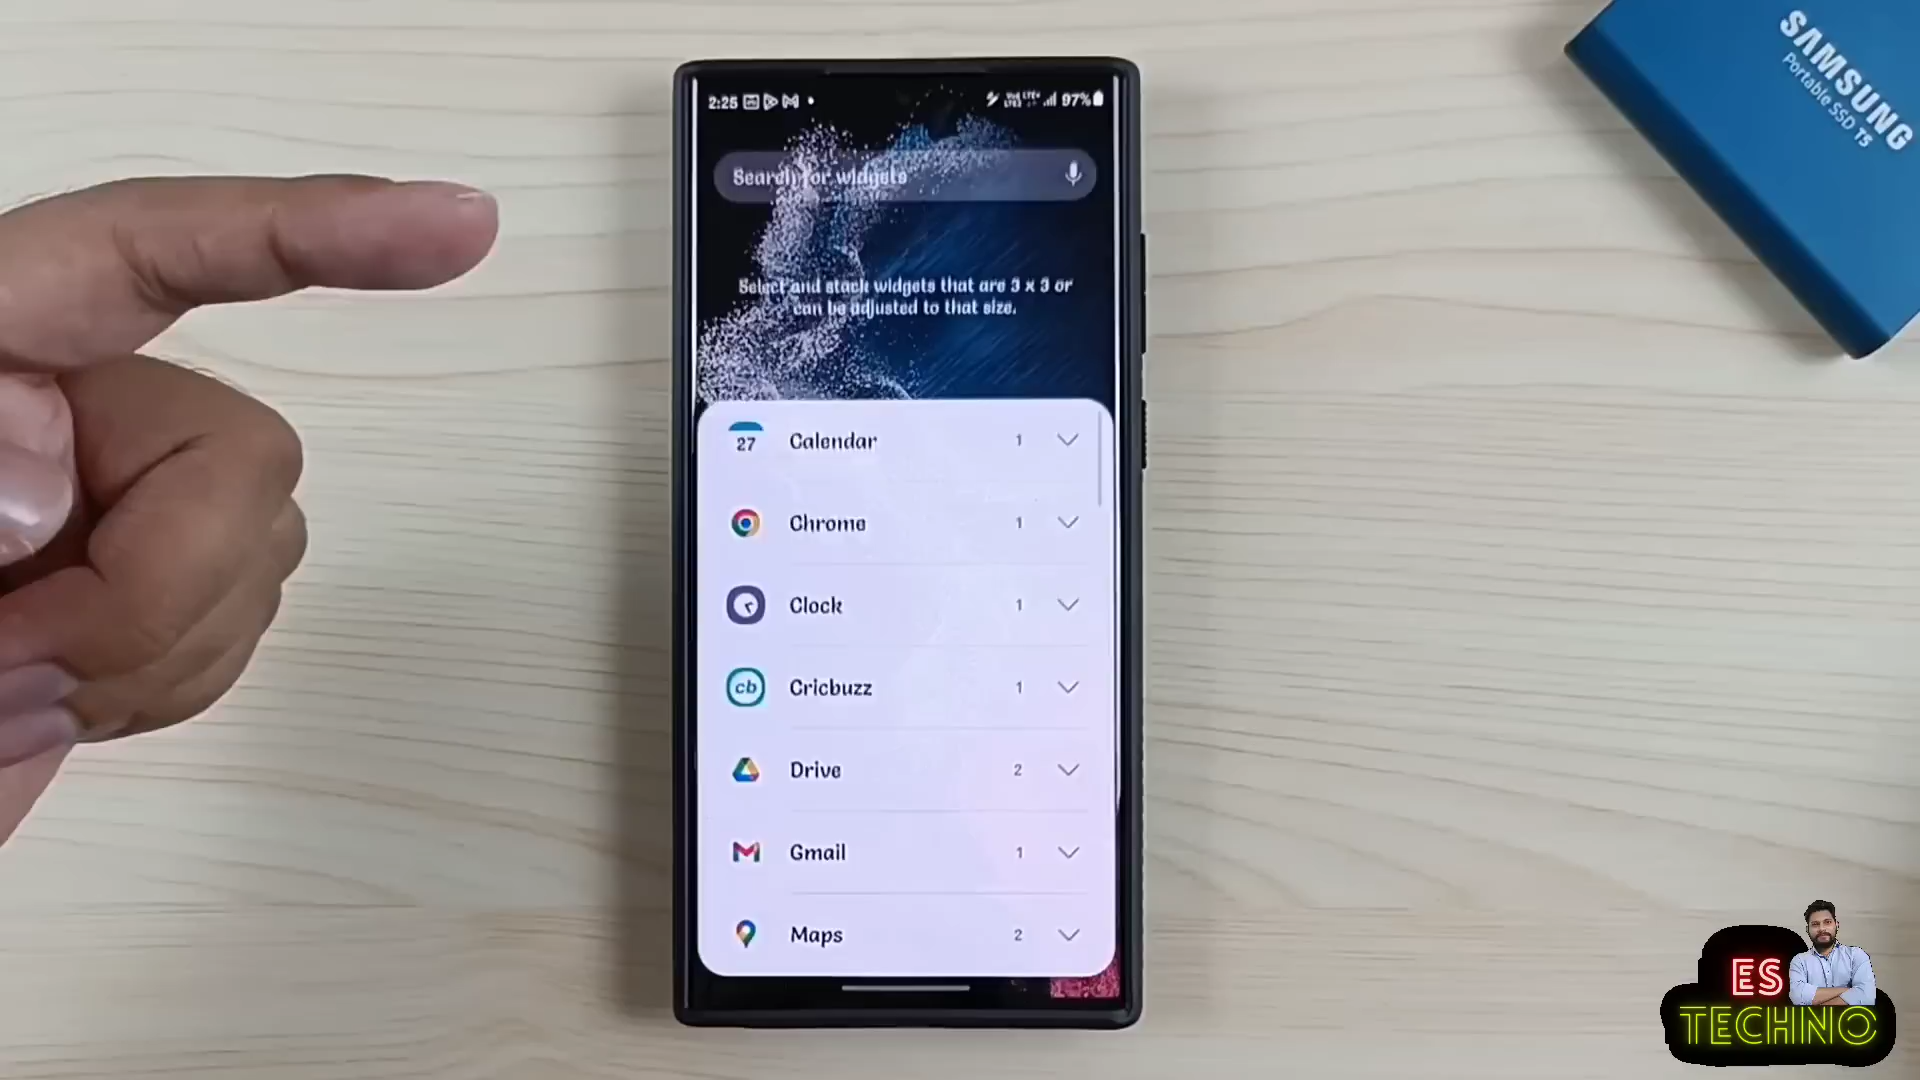 2:25
97%
Search for widgets
Select and stack widgets that are 3 x 3 or
can be adjusted to that size.
27 Calendar 1
Chrome 1
Clock 1
cb Cricbuzz 1
Drive 2
Gmail 1
Maps 2
SAMSUNG
Portable SSD T5
ES
TECHNO